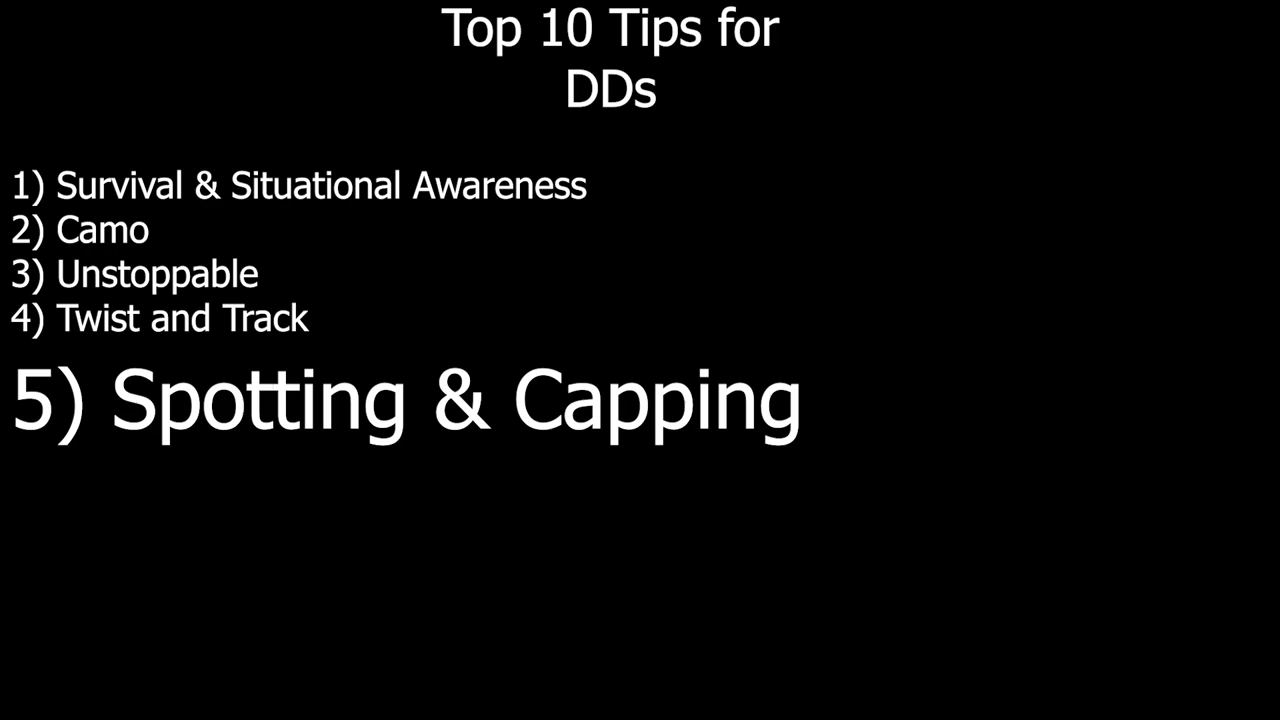 Top 10 Tips for
DDs
1) Survival & Situational Awareness
2) Camo
3) Unstoppable
4) Twist and Track
5) Spotting & Capping